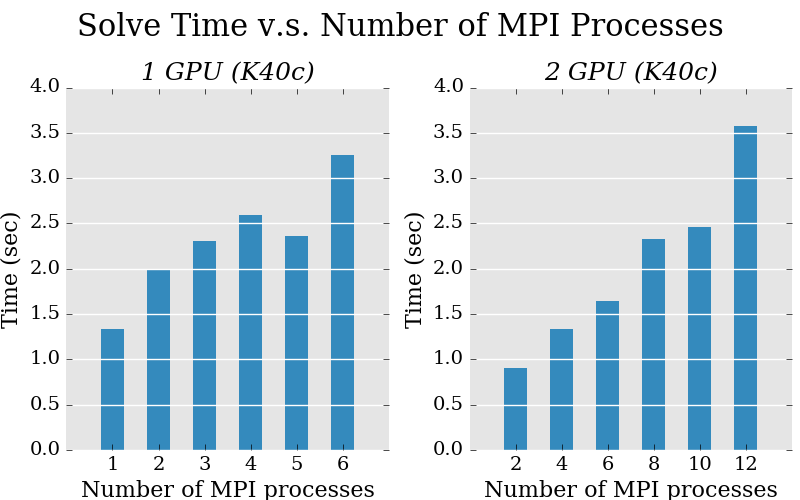 Solve Time v.s. Number of MPI Processes
1 GPU (K40c)
4.0
3.5
3.0
2.5
2.0
1.5
1.0
0.5
0.0
Time (sec)
1 2 3 4 5 6
Number of MPI processes
2 GPU (K40c)
4.0
3.5
3.0
2.5
2.0
1.5
1.0
0.5
0.0
Time (sec)
2 4 6 8 10 12
Number of MPI processes